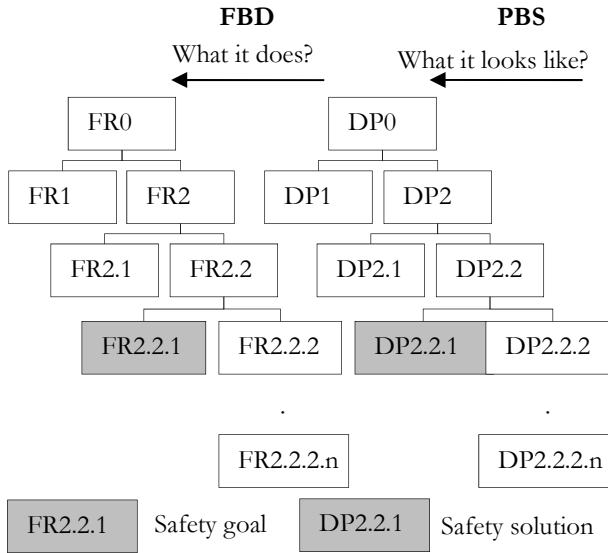 FBD PBS
What it does? What it looks like?
FR0 DP0
FR1 FR2 DP1 DP2
FR2.1 FR2.2 DP2.1 DP2.2
FR2.2.1 FR2.2.2 DP2.2.1 DP2.2.2
. .
FR2.2.2.n DP2.2.2.n
FR2.2.1 Safety goal DP2.2.1 Safety solution